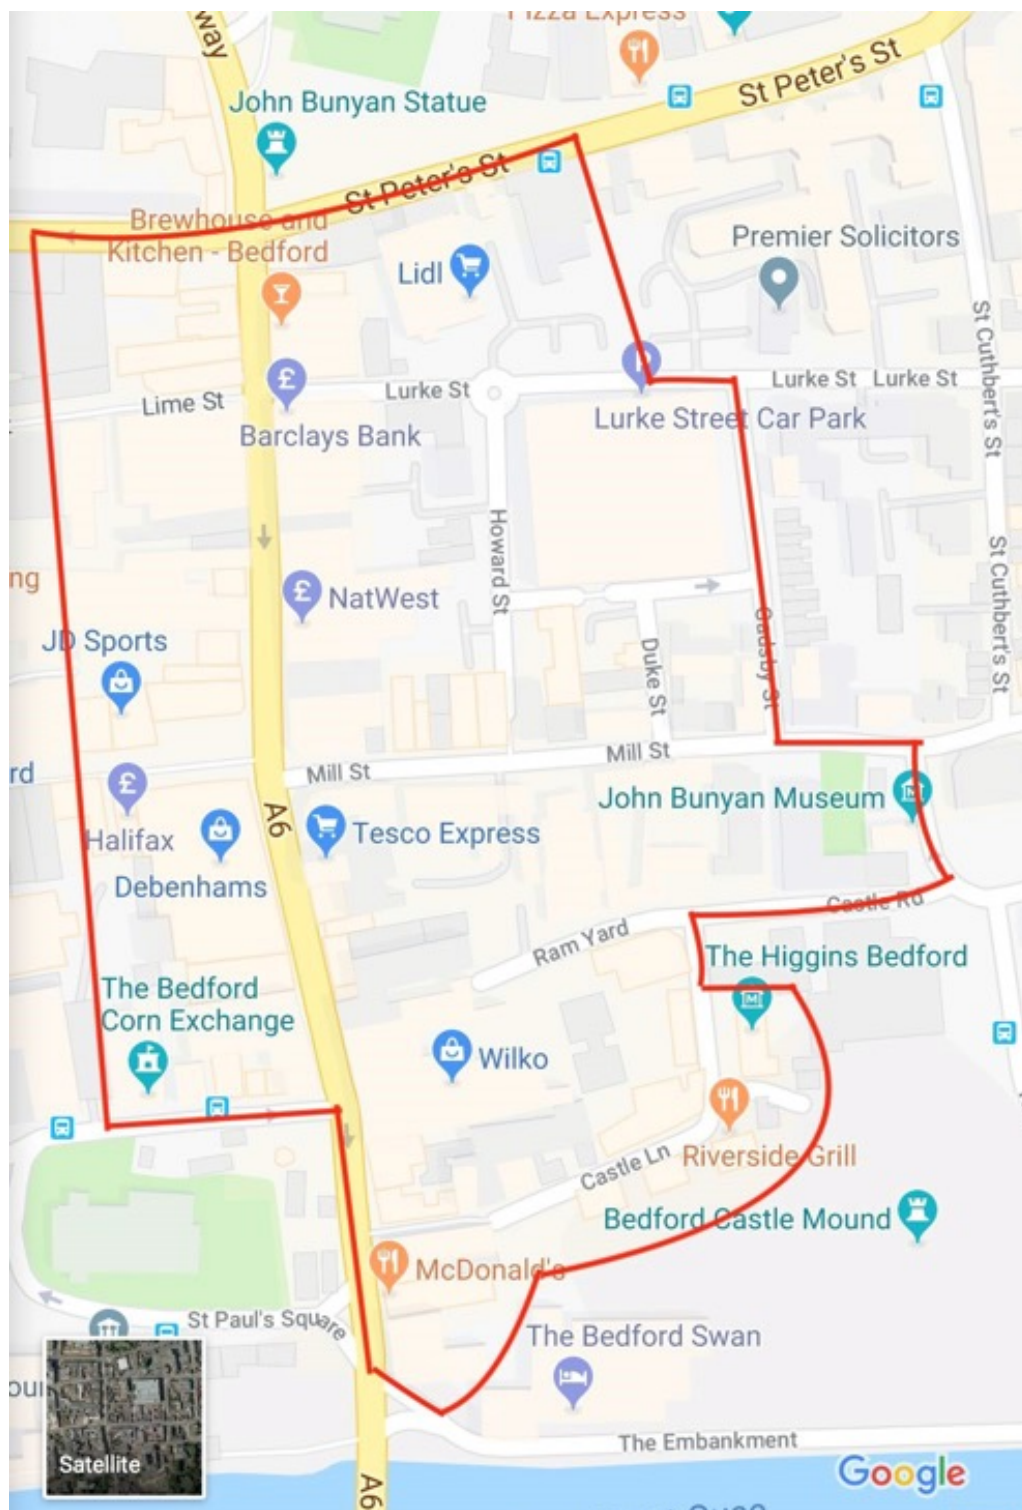 way
Pizza Express
St Peter's St
John Bunyan Statue
St Peter's St
Brewhouse and
Kitchen - Bedford
Premier Solicitors
Lidl
St Cuthbert's St
Lurke St
Lurke St
Lurke St
Lime St
P
Lurke Street Car Park
£
Barclays Bank
Howard St
St Cuthbert's St
ng
£
NatWest
JD Sports
Duke St
Gadsby St
Mill St
Mill St
rd
£
Halifax
A6
John Bunyan Museum
M
Tesco Express
Debenhams
Castle Rd
Ram Yard
The Higgins Bedford
M
The Bedford
Corn Exchange
Wilko
Riverside Grill
Castle Ln
Bedford Castle Mound
McDonald's
St Paul's Square
The Bedford Swan
Satellite
The Embankment
Google
A6